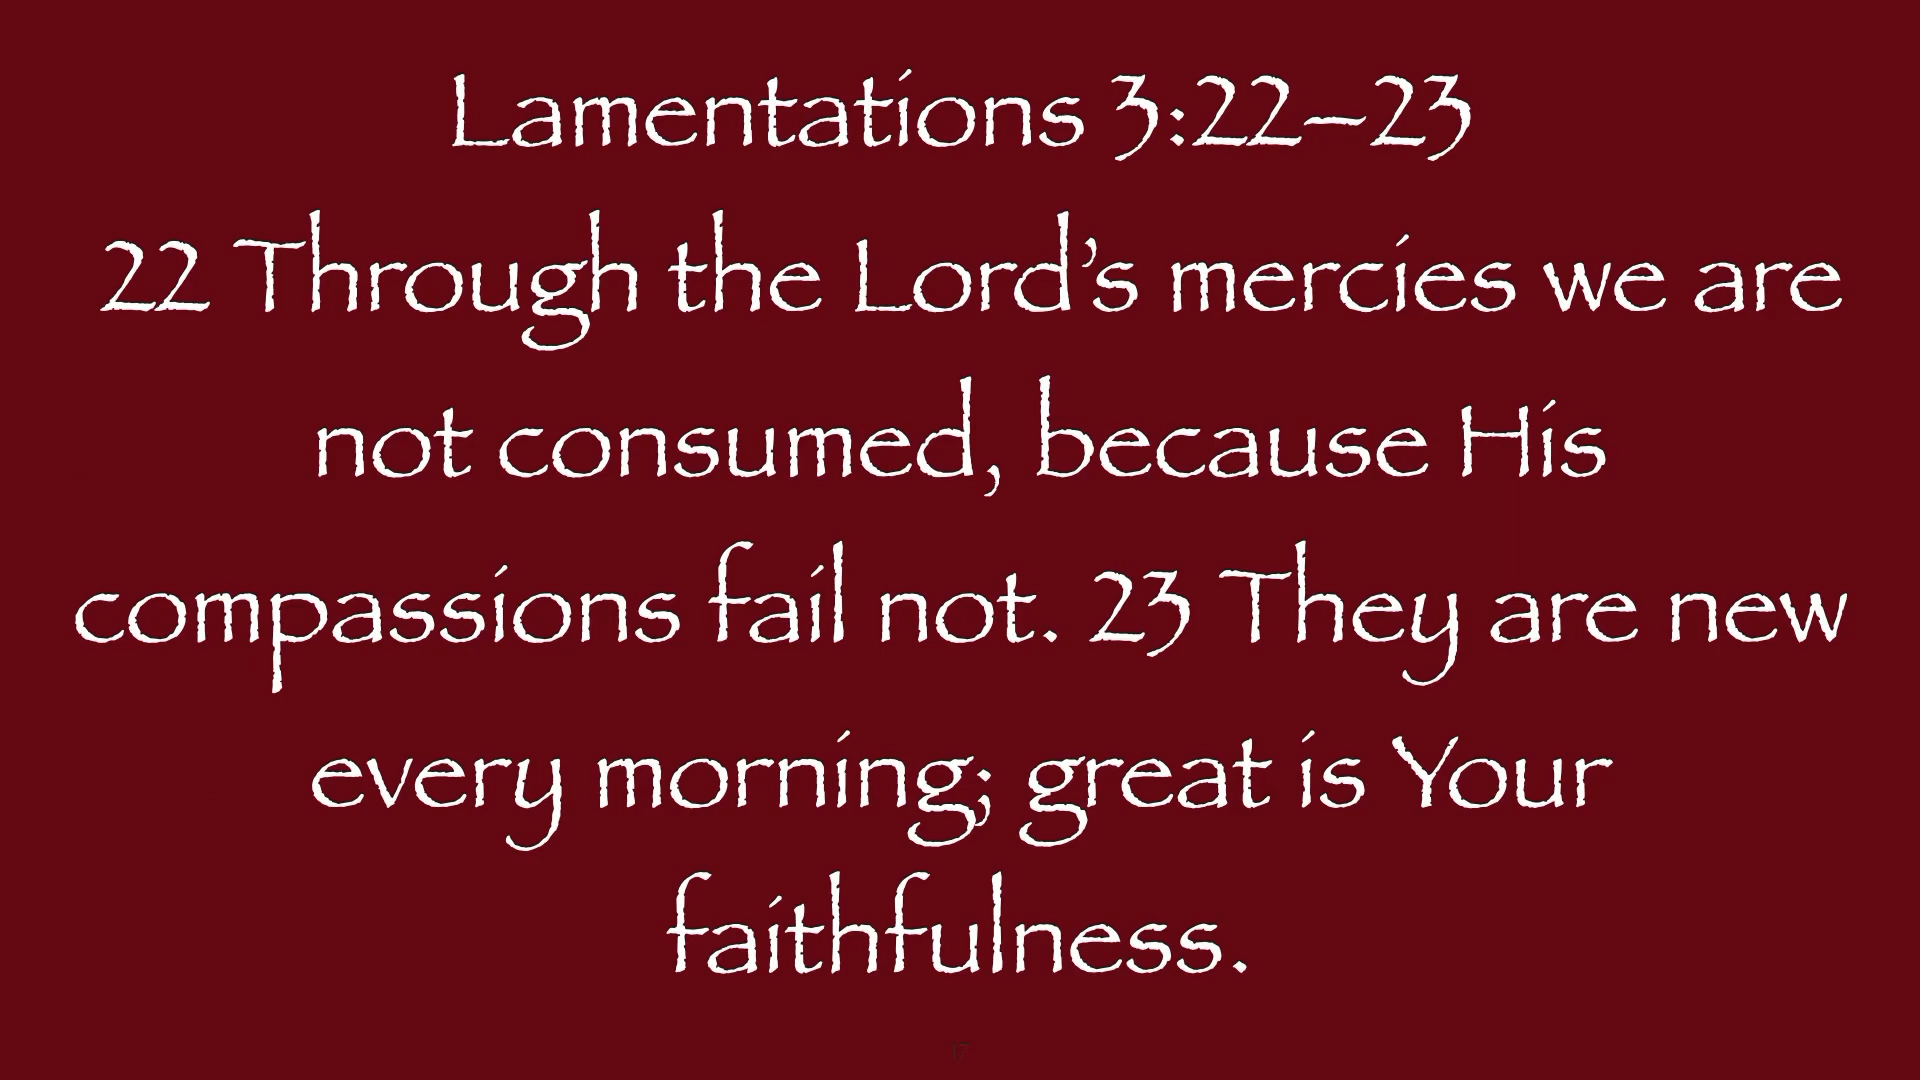 Lamentations 3:22–23
22 Through the Lord’s mercies we are
not consumed, because His
compassions fail not. 23 They are new
every morning; great is Your
faithfulness.
17